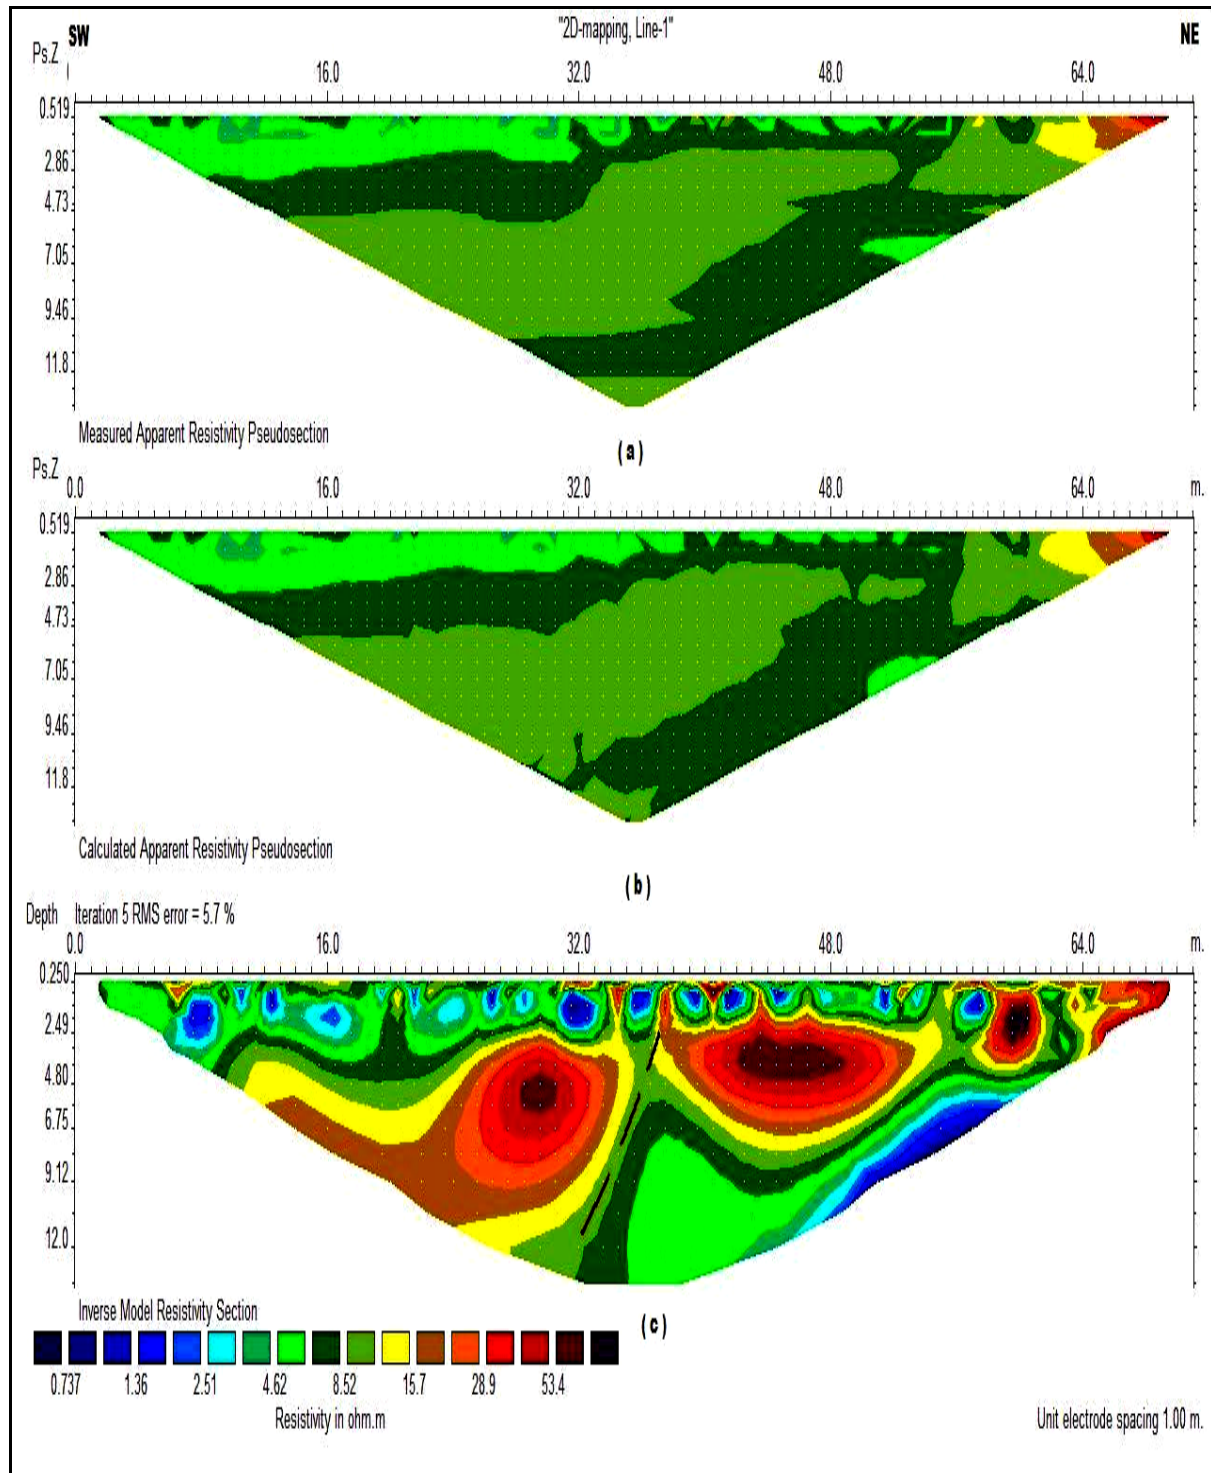 SW "2D-mapping, Line-1" NE
Ps.Z
16.0 32.0 48.0 64.0
0.519
2.86
4.73
7.05
9.46
11.8
Measured Apparent Resistivity Pseudosection
(a)
Ps.Z
0.0 16.0 32.0 48.0 64.0 m.
0.519
2.86
4.73
7.05
9.46
11.8
Calculated Apparent Resistivity Pseudosection
(b)
Depth Iteration 5 RMS error = 5.7 %
0.0 16.0 32.0 48.0 64.0 m.
0.250
2.49
4.80
6.75
9.12
12.0
Inverse Model Resistivity Section
(c)
0.737 1.36 2.51 4.62 8.52 15.7 28.9 53.4
Resistivity in ohm.m Unit electrode spacing 1.00 m.